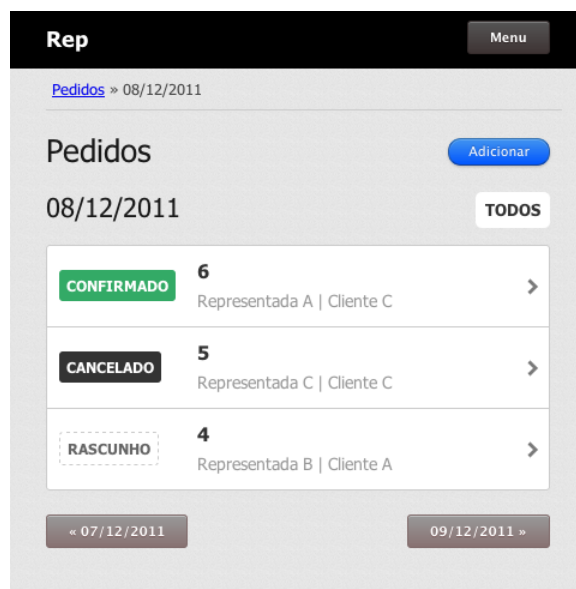 Rep
Menu
Pedidos » 08/12/2011
Pedidos
Adicionar
08/12/2011
TODOS
CONFIRMADO
6
Representada A | Cliente C
CANCELADO
5
Representada C | Cliente C
RASCUNHO
4
Representada B | Cliente A
« 07/12/2011
09/12/2011 »